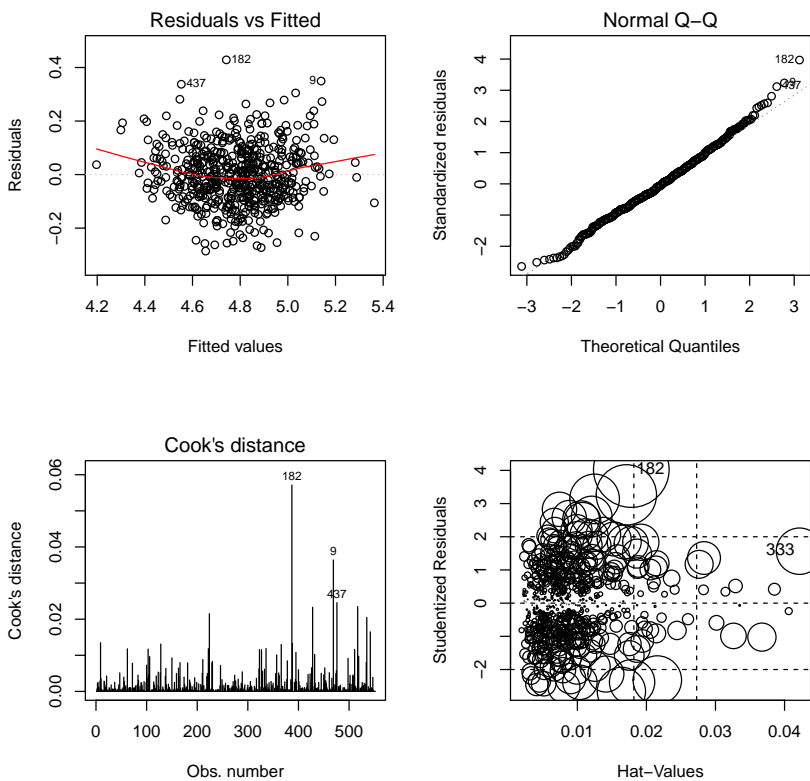 Residuals vs Fitted
Residuals
0.4
0.2
0.0
−0.2
182
437
9
4.2 4.4 4.6 4.8 5.0 5.2 5.4
Fitted values
Normal Q−Q
Standardized residuals
4
3
2
1
0
−2
182
9
437
−3 −2 −1 0 1 2 3
Theoretical Quantiles
Cook's distance
Cook's distance
0.06
0.04
0.02
0.00
182
9
437
0 100 200 300 400 500
Obs. number
Studentized Residuals
4
3
2
1
0
−2
182
333
0.01 0.02 0.03 0.04
Hat−Values